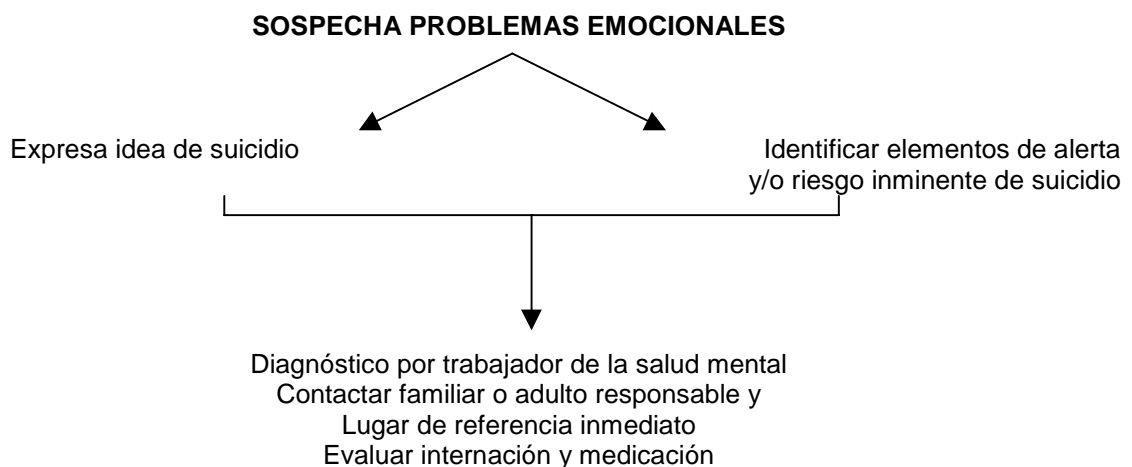 SOSPECHA PROBLEMAS EMOCIONALES
Expresa idea de suicidio
Identificar elementos de alerta
y/o riesgo inminente de suicidio
Diagnóstico por trabajador de la salud mental
Contactar familiar o adulto responsable y
Lugar de referencia inmediato
Evaluar internación y medicación